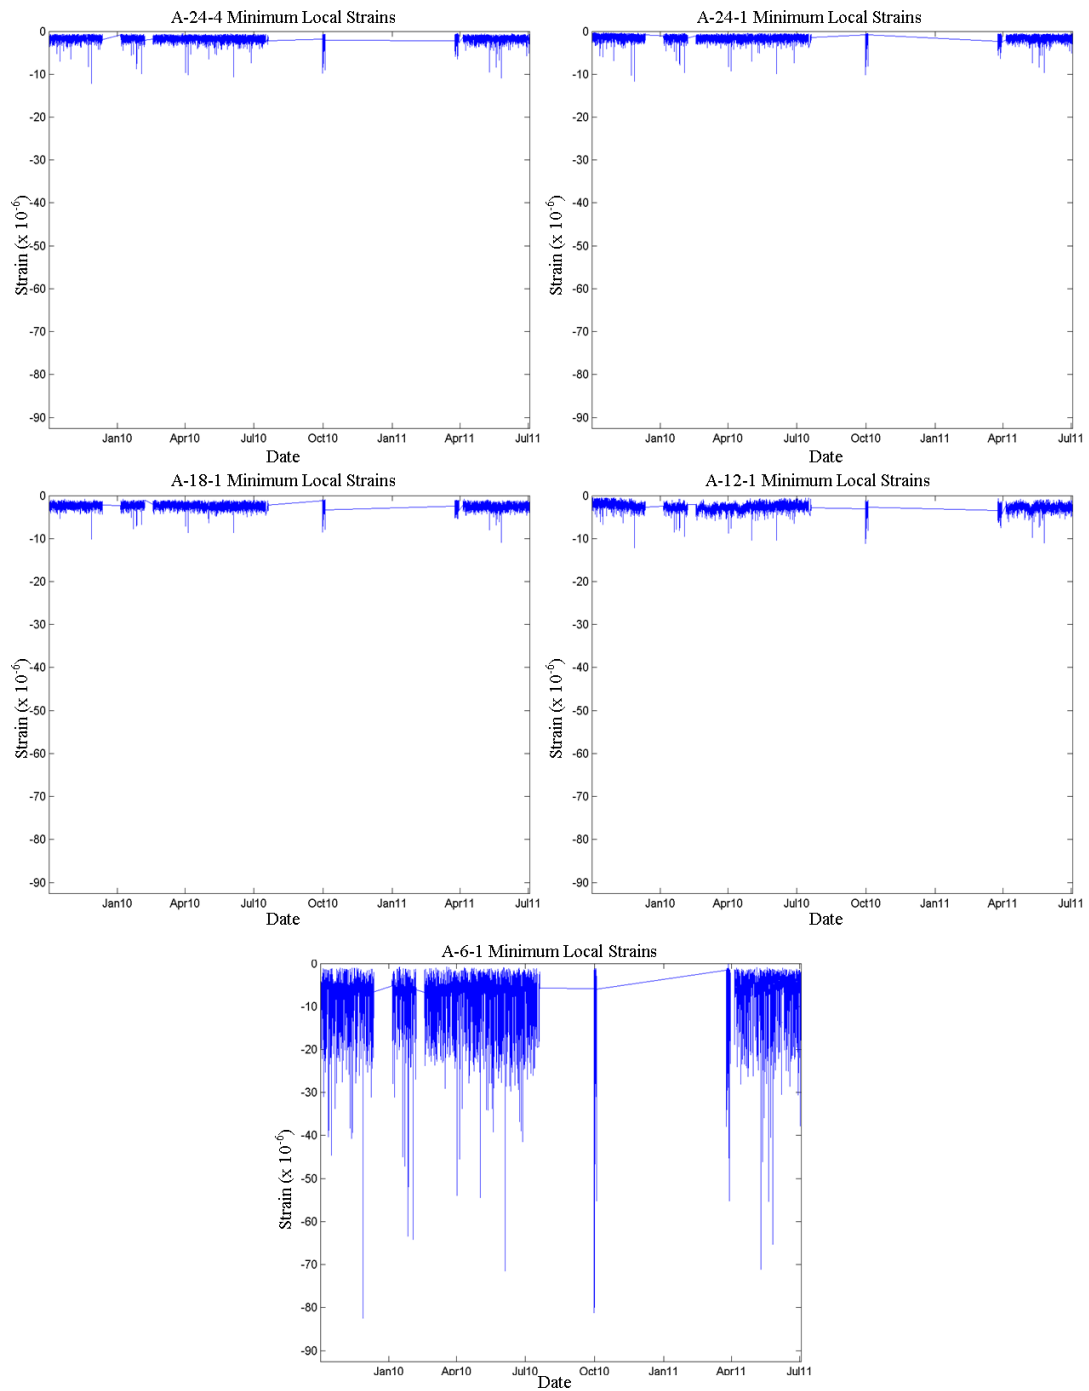 A-24-4 Minimum Local Strains
0
-10
-20
-30
-40
-50
-60
-70
-80
-90
Strain (x 10-6)
Jan10 Apr10 Jul10 Oct10 Jan11 Apr11 Jul11
Date
A-24-1 Minimum Local Strains
0
-10
-20
-30
-40
-50
-60
-70
-80
-90
Strain (x 10-6)
Jan10 Apr10 Jul10 Oct10 Jan11 Apr11 Jul11
Date
A-18-1 Minimum Local Strains
0
-10
-20
-30
-40
-50
-60
-70
-80
-90
Strain (x 10-6)
Jan10 Apr10 Jul10 Oct10 Jan11 Apr11 Jul11
Date
A-12-1 Minimum Local Strains
0
-10
-20
-30
-40
-50
-60
-70
-80
-90
Strain (x 10-6)
Jan10 Apr10 Jul10 Oct10 Jan11 Apr11 Jul11
Date
A-6-1 Minimum Local Strains
0
-10
-20
-30
-40
-50
-60
-70
-80
-90
Strain (x 10-6)
Jan10 Apr10 Jul10 Oct10 Jan11 Apr11 Jul11
Date